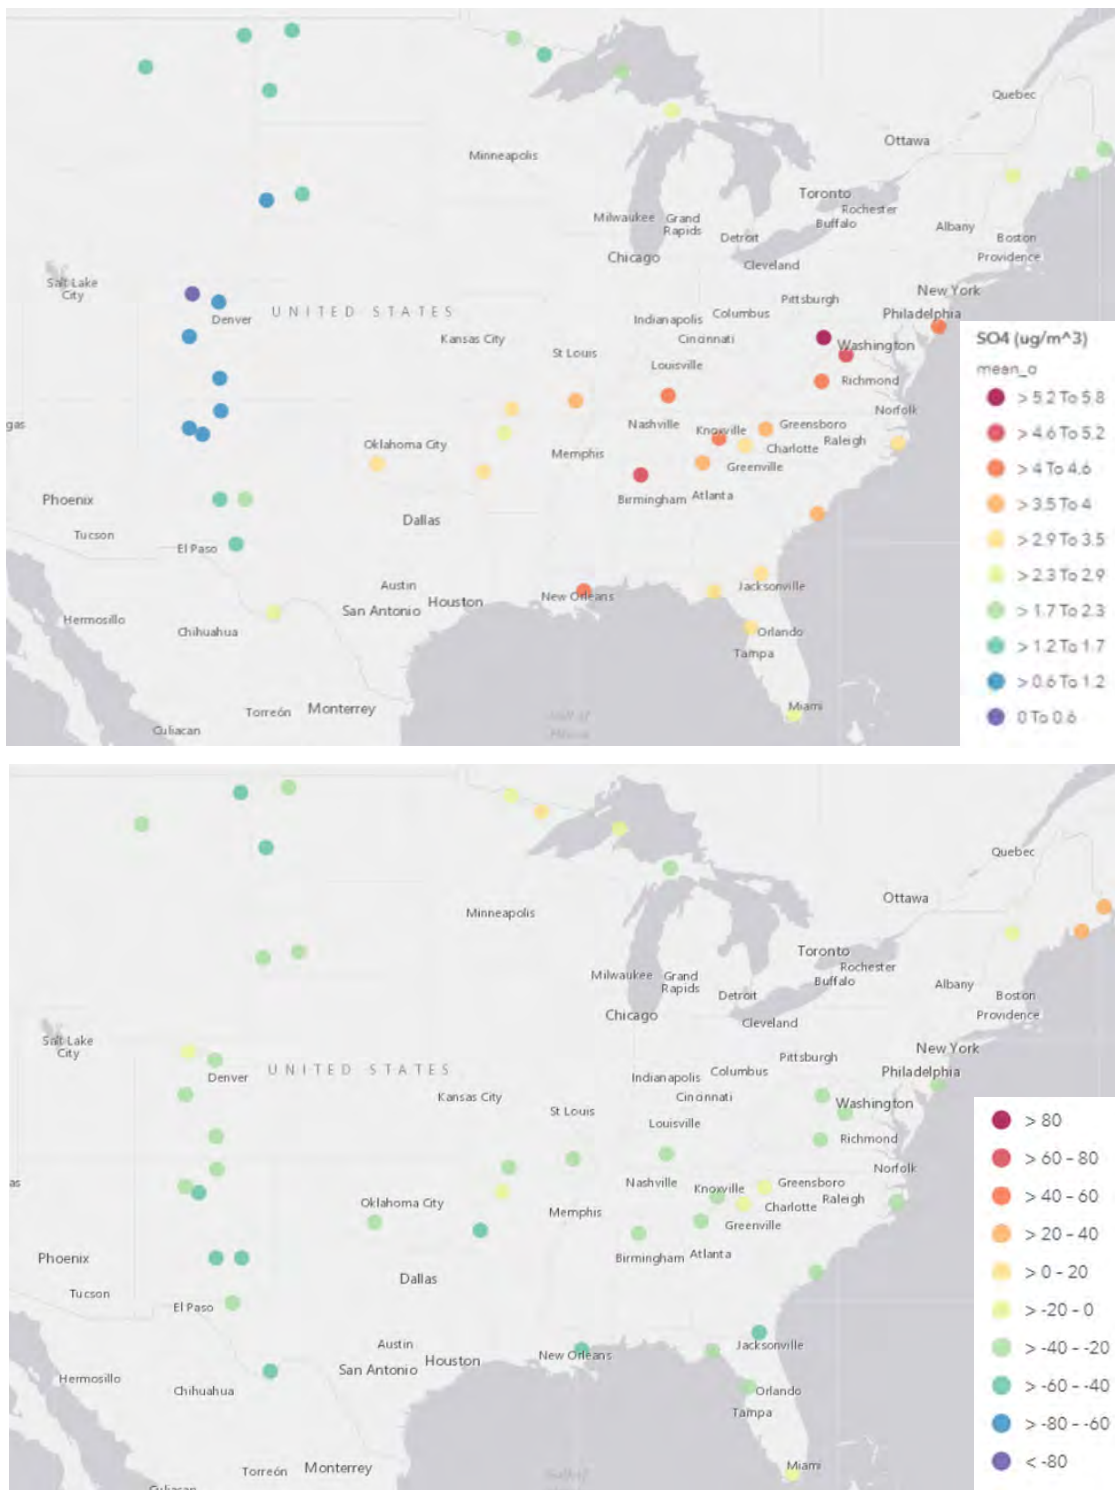 Quebec
Ottawa
Minneapolis
Toronto
Rochester
Milwaukee
Grand
Rapids
Buffalo
Albany
Detroit
Boston
Chicago
Cleveland
Providence
Salt Lake
City
New York
Pittsburgh
Denver
UNITED STATES
Indianapolis
Columbus
Philadelphia
Kansas City
Cincinnati
Washington
St Louis
Louisville
Richmond
gas
Norfolk
Nashville
Knoxville
Greensboro
Oklahoma City
Charlotte
Raleigh
Memphis
Greenville
Phoenix
Birmingham
Atlanta
Dallas
Tucson
El Paso
Austin
Jacksonville
Houston
New Orleans
San Antonio
Hermosillo
Chihuahua
Orlando
Tampa
Torreón
Monterrey
Miami
Culiacan
Gulf of
SO4 (ug/m^3)
mean_o
> 5.2 To 5.8
> 4.6 To 5.2
> 4 To 4.6
> 3.5 To 4
> 2.9 To 3.5
> 2.3 To 2.9
> 1.7 To 2.3
> 1.2 To 1.7
> 0.6 To 1.2
0 To 0.6
Quebec
Ottawa
Minneapolis
Toronto
Rochester
Milwaukee
Grand
Rapids
Buffalo
Albany
Detroit
Boston
Chicago
Cleveland
Providence
Salt Lake
City
New York
Pittsburgh
Denver
UNITED STATES
Indianapolis
Columbus
Philadelphia
Kansas City
Cincinnati
Washington
St Louis
Louisville
Richmond
as
Norfolk
Nashville
Knoxville
Greensboro
Oklahoma City
Charlotte
Raleigh
Memphis
Greenville
Phoenix
Birmingham
Atlanta
Dallas
Tucson
El Paso
Austin
Jacksonville
Houston
New Orleans
San Antonio
Hermosillo
Chihuahua
Orlando
Tampa
Torreón
Monterrey
Miami
> 80
> 60 - 80
> 40 - 60
> 20 - 40
> 0 - 20
> -20 - 0
> -40 - -20
> -60 - -40
> -80 - -60
< -80